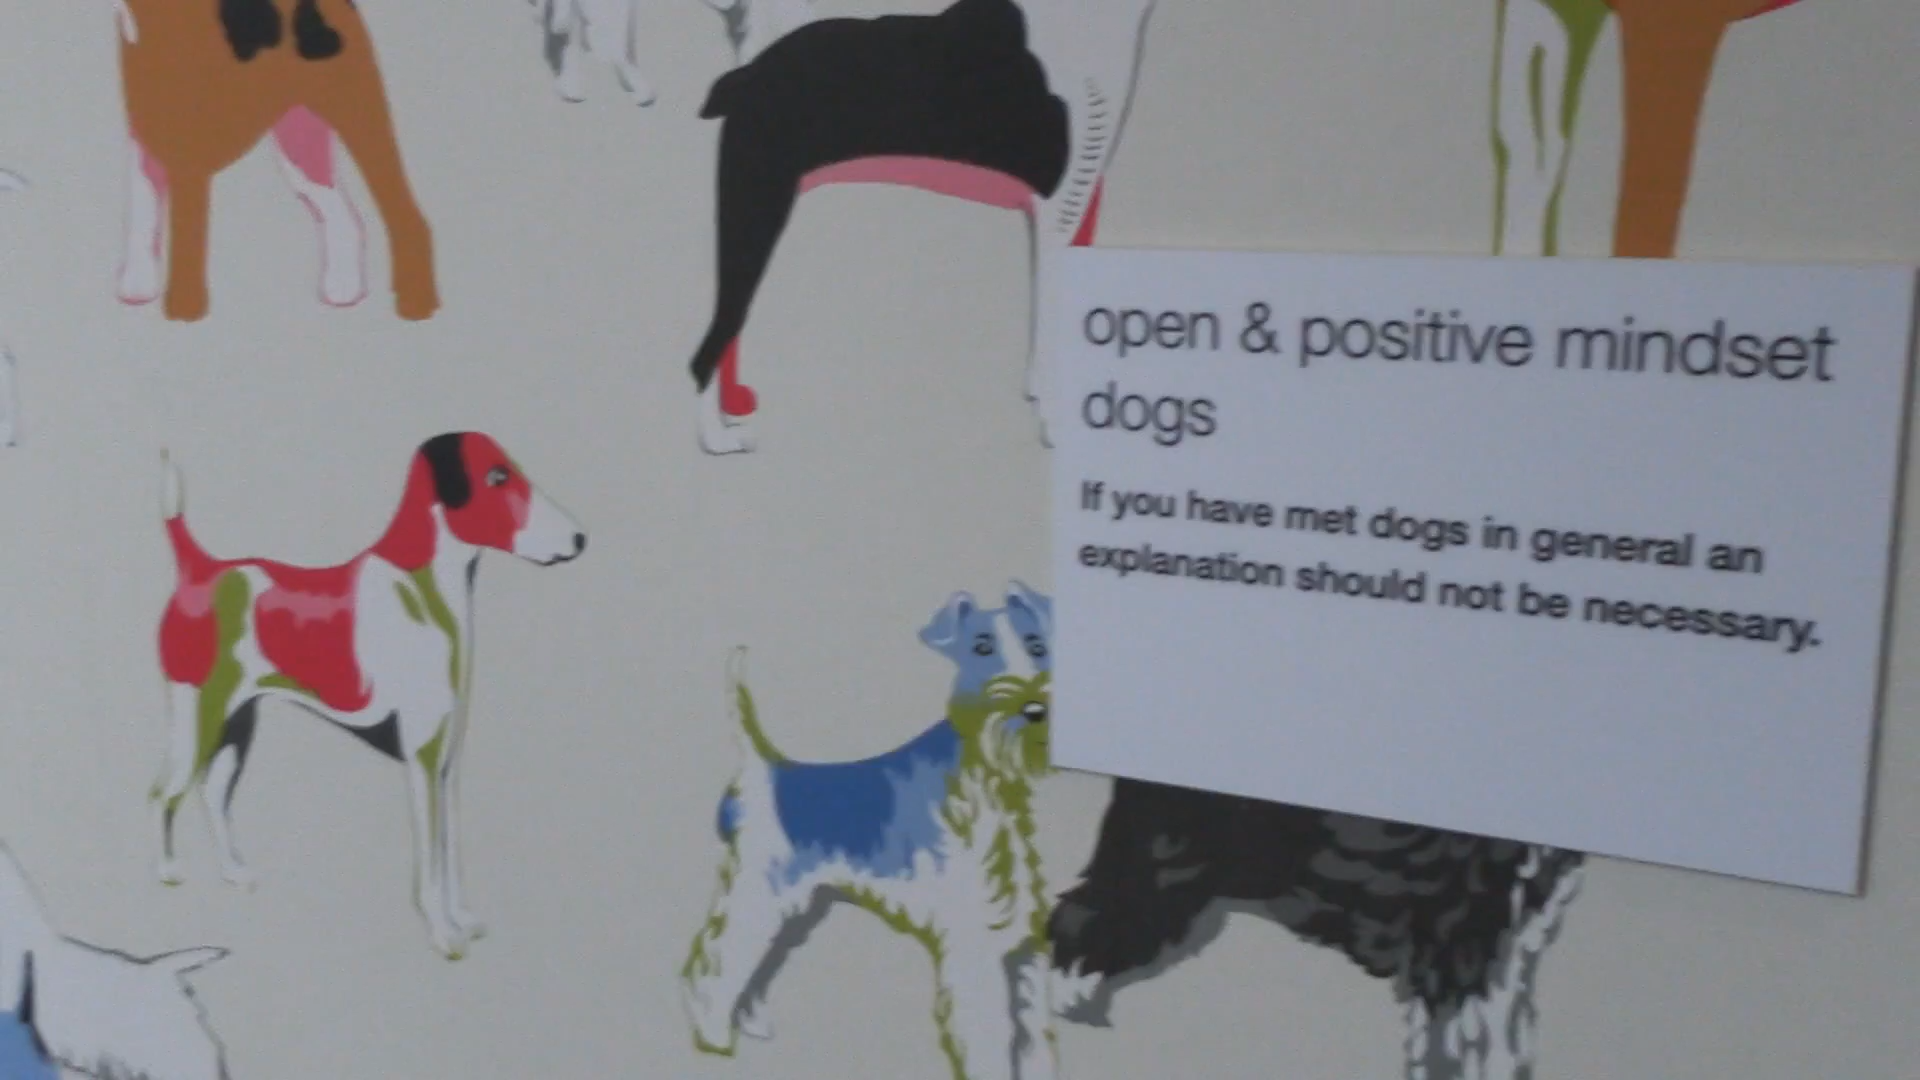 open & positive mindset
dogs
If you have met dogs in general an
explanation should not be necessary.